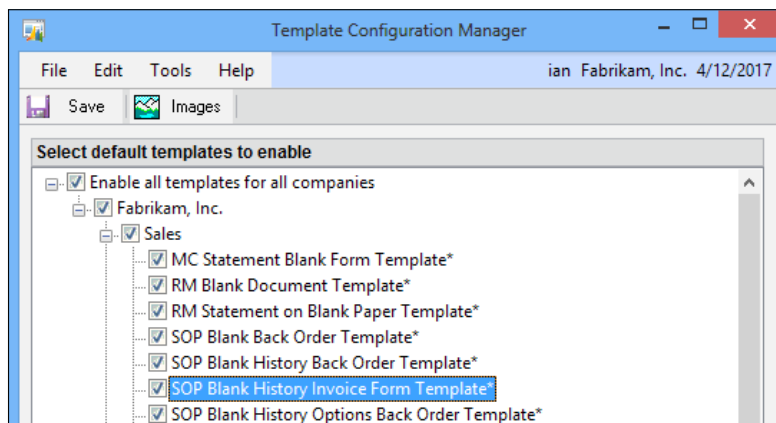 Template Configuration Manager
File Edit Tools Help ian Fabrikam, Inc. 4/12/2017
Save Images
Select default templates to enable
Enable all templates for all companies
Fabrikam, Inc.
Sales
MC Statement Blank Form Template*
RM Blank Document Template*
RM Statement on Blank Paper Template*
SOP Blank Back Order Template*
SOP Blank History Back Order Template*
SOP Blank History Invoice Form Template*
SOP Blank History Options Back Order Template*